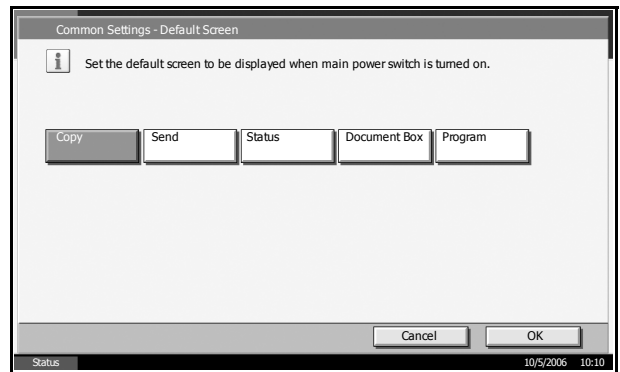 Common Settings - Default Screen
Set the default screen to be displayed when main power switch is turned on.
Copy Send Status Document Box Program
Cancel OK
Status 10/5/2006 10:10